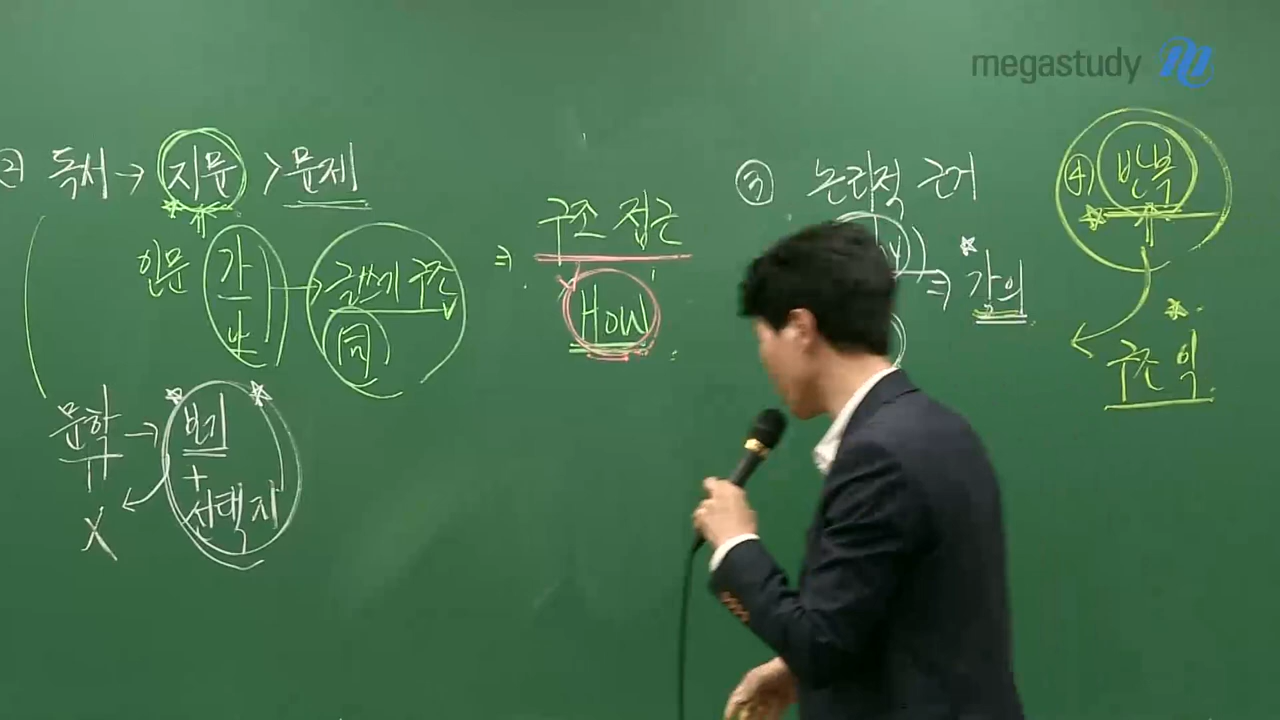 megastudy
② 독서 → 지문 > 문제
인문 가
나
→ 글쓰기 구조
同
문학 → 보기
+
선택지
X
⇒ 구조 접근
How
③ 논리적 근거
⇒ 강의
④ 반복
구조 익